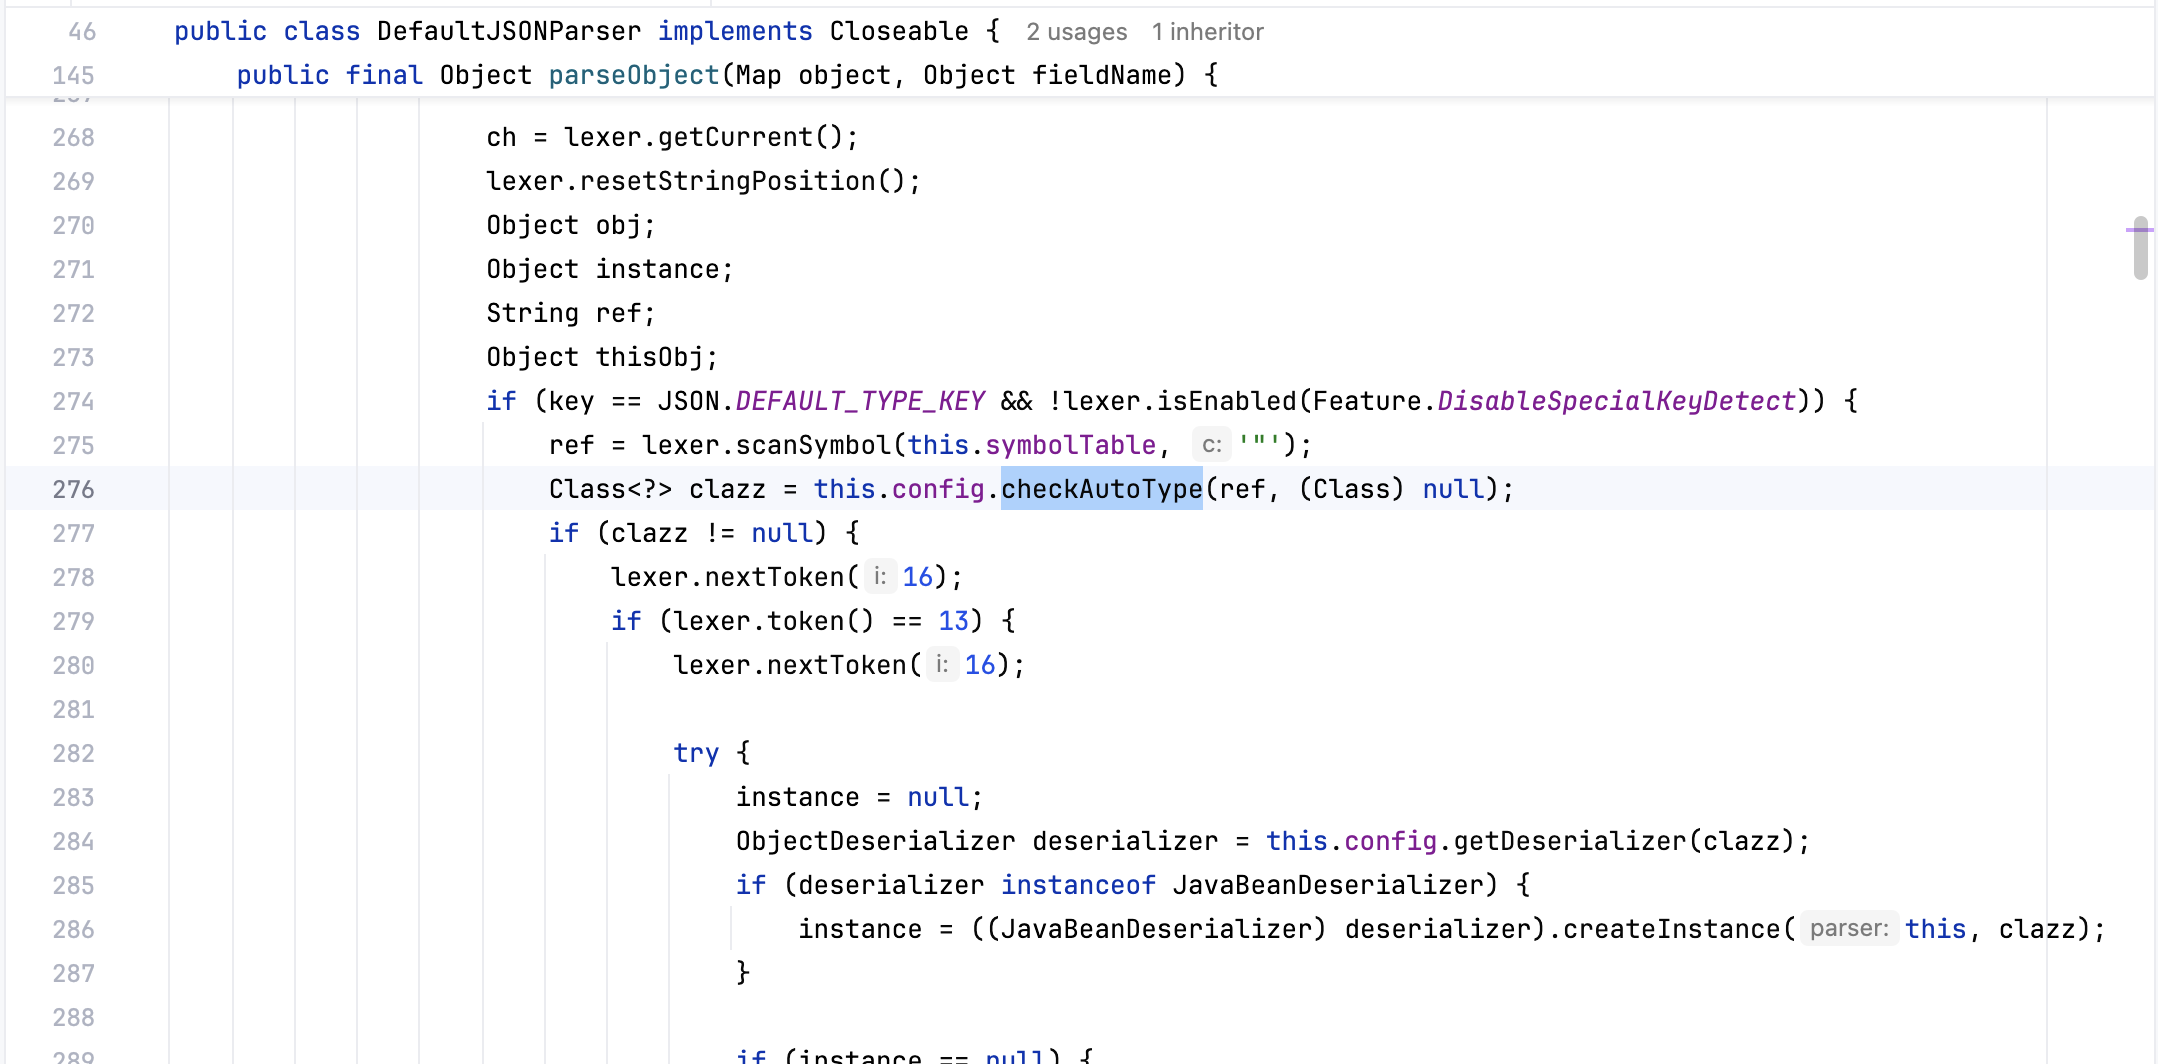 46 public class DefaultJSONParser implements Closeable { 2 usages 1 inheritor
145 public final Object parseObject(Map object, Object fieldName) {
267
268 ch = lexer.getCurrent();
269 lexer.resetStringPosition();
270 Object obj;
271 Object instance;
272 String ref;
273 Object thisObj;
274 if (key == JSON.DEFAULT_TYPE_KEY && !lexer.isEnabled(Feature.DisableSpecialKeyDetect)) {
275 ref = lexer.scanSymbol(this.symbolTable, c: '"');
276 Class<?> clazz = this.config.checkAutoType(ref, (Class) null);
277 if (clazz != null) {
278 lexer.nextToken( i: 16);
279 if (lexer.token() == 13) {
280 lexer.nextToken( i: 16);
281
282 try {
283 instance = null;
284 ObjectDeserializer deserializer = this.config.getDeserializer(clazz);
285 if (deserializer instanceof JavaBeanDeserializer) {
286 instance = ((JavaBeanDeserializer) deserializer).createInstance( parser: this, clazz);
287 }
288
289 if (instance == null) {